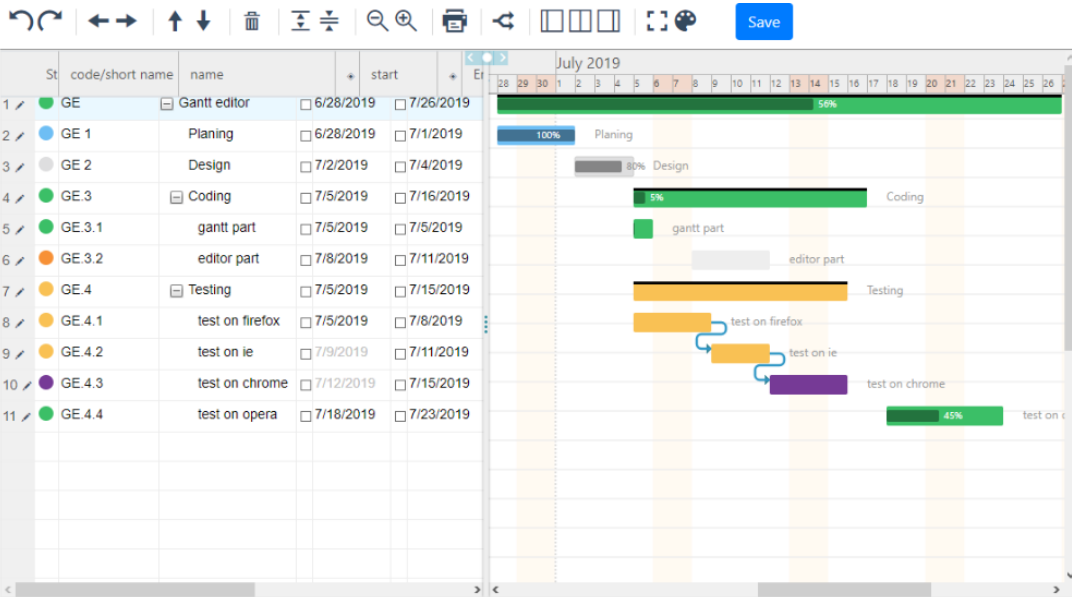 Save
St code/short name name start Er
July 2019
28 29 30 1 2 3 4 5 6 7 8 9 10 11 12 13 14 15 16 17 18 19 20 21 22 23 24 25 26
1 GE Gantt editor 6/28/2019 7/26/2019 56%
2 GE 1 Planing 6/28/2019 7/1/2019 100% Planing
3 GE 2 Design 7/2/2019 7/4/2019 80% Design
4 GE.3 Coding 7/5/2019 7/16/2019 5% Coding
5 GE.3.1 gantt part 7/5/2019 7/5/2019 gantt part
6 GE.3.2 editor part 7/8/2019 7/11/2019 editor part
7 GE.4 Testing 7/5/2019 7/15/2019 Testing
8 GE.4.1 test on firefox 7/5/2019 7/8/2019 test on firefox
9 GE.4.2 test on ie 7/9/2019 7/11/2019 test on ie
10 GE.4.3 test on chrome 7/12/2019 7/15/2019 test on chrome
11 GE.4.4 test on opera 7/18/2019 7/23/2019 45% test on